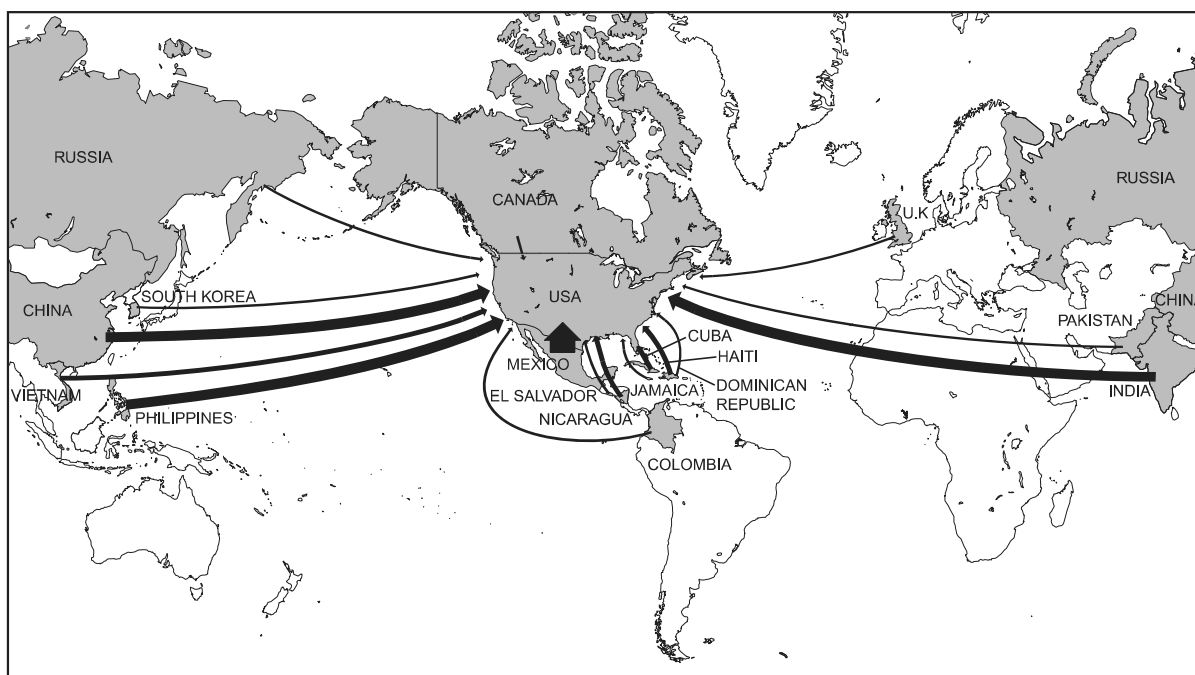 RUSSIA
CANADA
U.K
RUSSIA
CHINA
SOUTH KOREA
USA
CHINA
PAKISTAN
CUBA
HAITI
MEXICO
VIETNAM
PHILIPPINES
EL SALVADOR
JAMAICA
DOMINICAN
REPUBLIC
INDIA
NICARAGUA
COLOMBIA